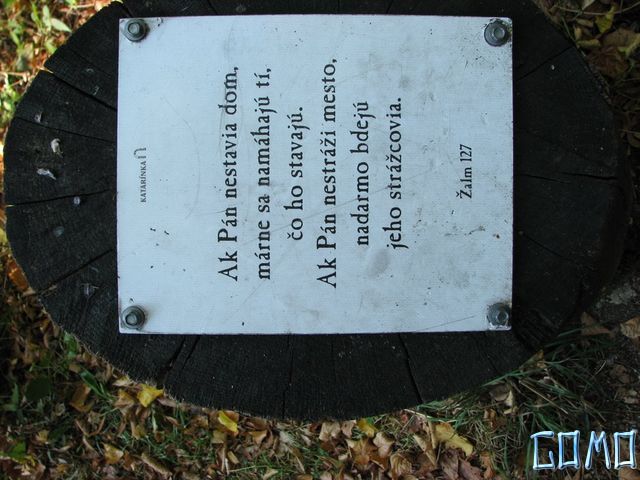 KATARÍNKA
Ak Pán nestavia dom,
márne sa namáhajú tí,
čo ho stavajú.
Ak Pán nestráži mesto,
nadarmo bdejú
jeho strážcovia.
Žalm 127
COMO